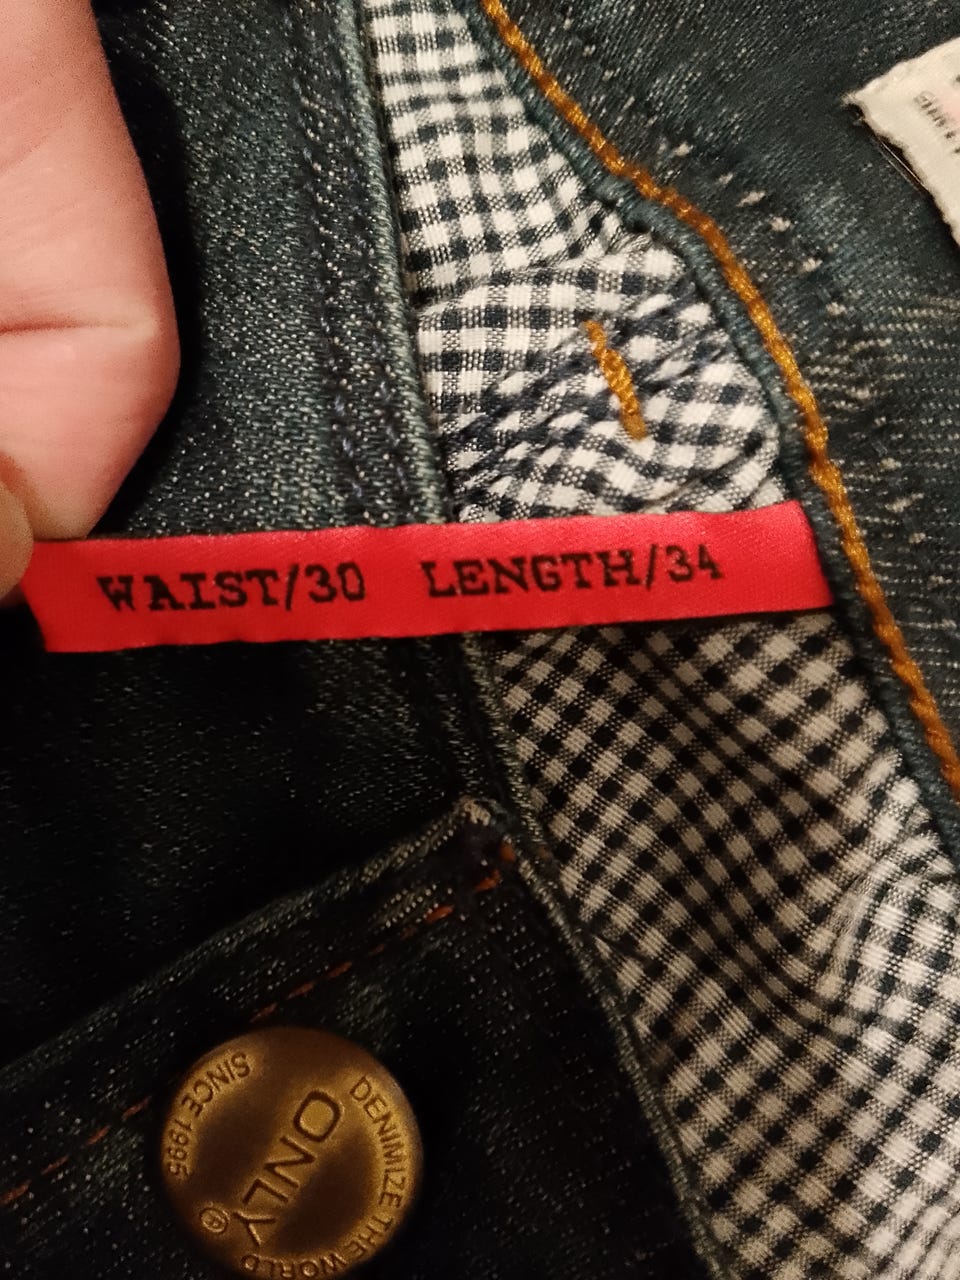 WAIST/30 LENGTH/34
SINCE 1995
ONLY®
DENIMIZE THE WORLD